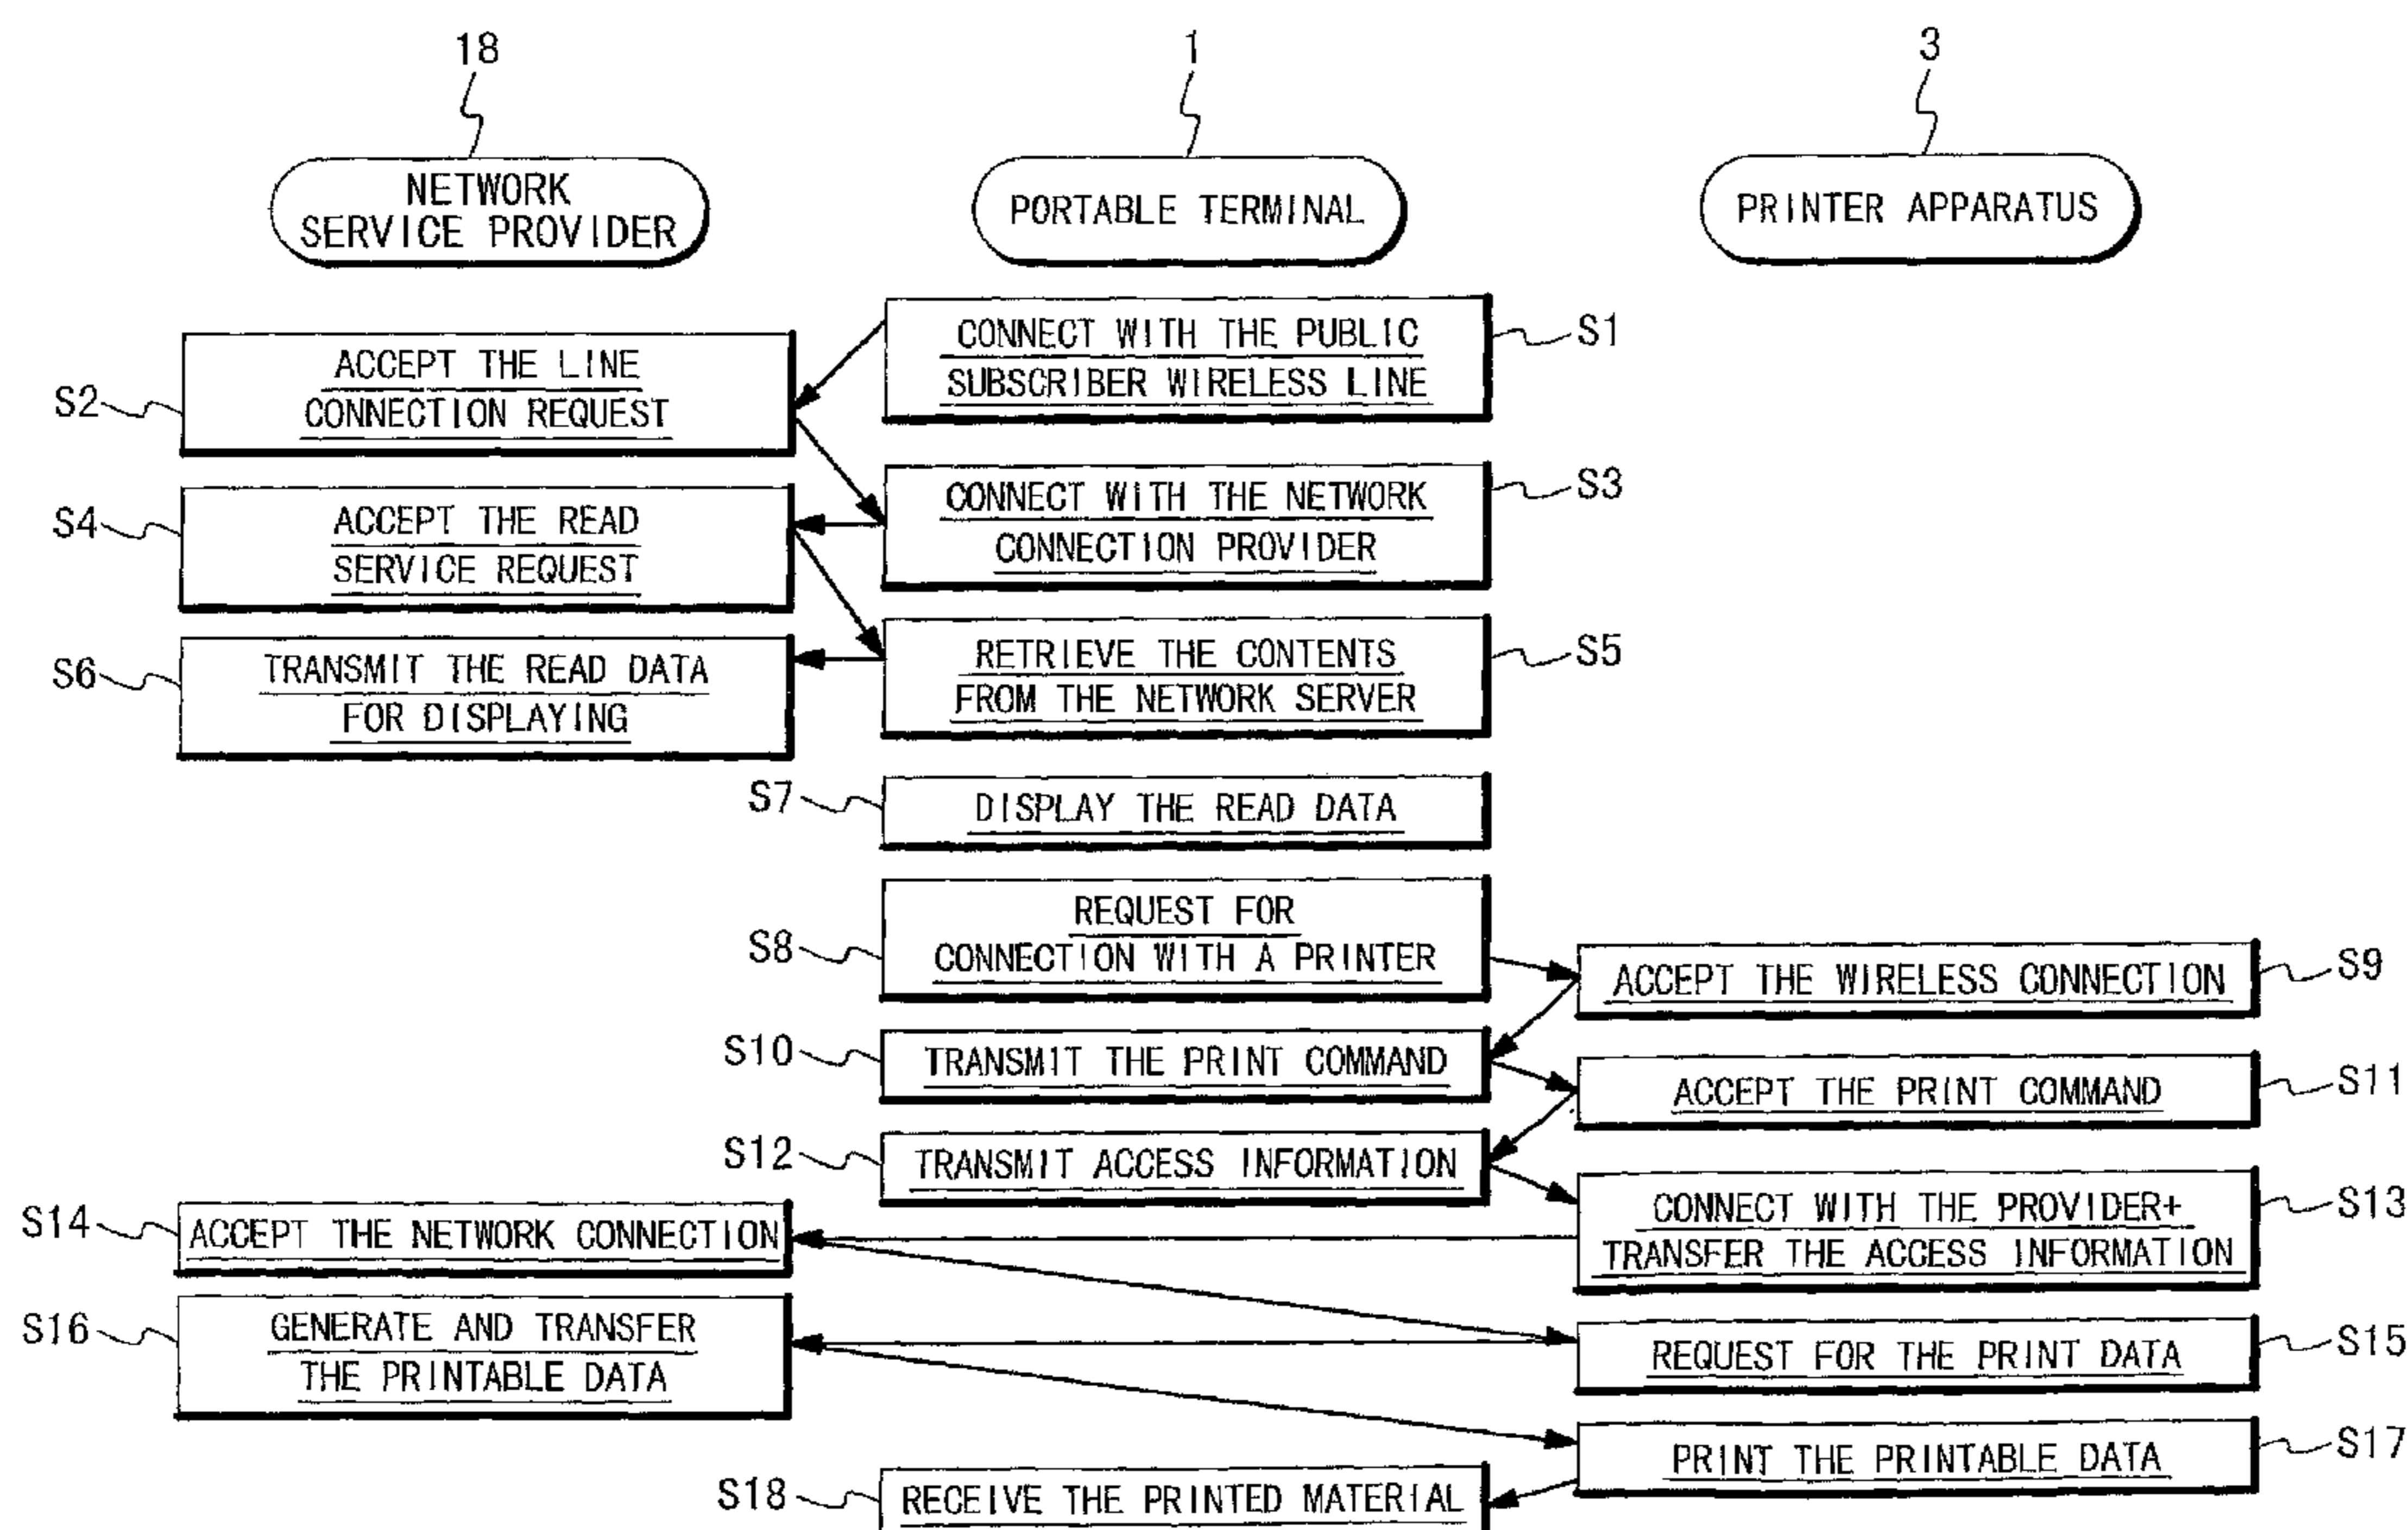 18
1
3
NETWORK
SERVICE PROVIDER
PORTABLE TERMINAL
PRINTER APPARATUS
CONNECT WITH THE PUBLIC
SUBSCRIBER WIRELESS LINE
S1
S2
ACCEPT THE LINE
CONNECTION REQUEST
CONNECT WITH THE NETWORK
CONNECTION PROVIDER
S3
S4
ACCEPT THE READ
SERVICE REQUEST
RETRIEVE THE CONTENTS
FROM THE NETWORK SERVER
S5
S6
TRANSMIT THE READ DATA
FOR DISPLAYING
S7
DISPLAY THE READ DATA
S8
REQUEST FOR
CONNECTION WITH A PRINTER
ACCEPT THE WIRELESS CONNECTION
S9
S10
TRANSMIT THE PRINT COMMAND
ACCEPT THE PRINT COMMAND
S11
S12
TRANSMIT ACCESS INFORMATION
CONNECT WITH THE PROVIDER+
TRANSFER THE ACCESS INFORMATION
S13
S14
ACCEPT THE NETWORK CONNECTION
REQUEST FOR THE PRINT DATA
S15
S16
GENERATE AND TRANSFER
THE PRINTABLE DATA
PRINT THE PRINTABLE DATA
S17
S18
RECEIVE THE PRINTED MATERIAL